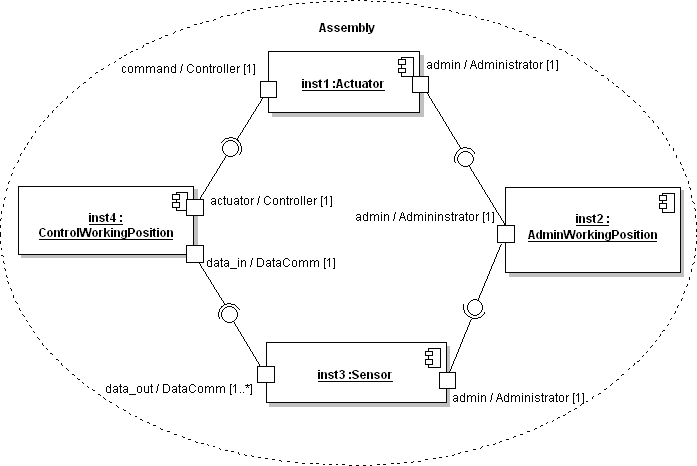 Assembly
command / Controller [1]
admin / Administrator [1]
inst1 :Actuator
inst4 :
ControlWorkingPosition
actuator / Controller [1]
admin / Admininstrator [1]
inst2 :
AdminWorkingPosition
data_in / DataComm [1]
inst3 :Sensor
data_out / DataComm [1..*]
admin / Administrator [1]